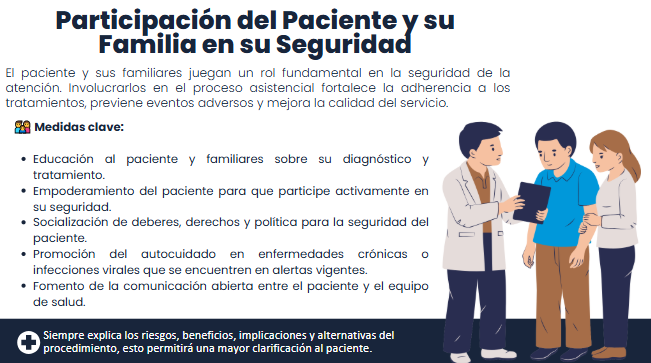 Participación del Paciente y su
Familia en su Seguridad
El paciente y sus familiares juegan un rol fundamental en la seguridad de la
atención. Involucrarlos en el proceso asistencial fortalece la adherencia a los
tratamientos, previene eventos adversos y mejora la calidad del servicio.
Medidas clave:
• Educación al paciente y familiares sobre su diagnóstico y
tratamiento.
• Empoderamiento del paciente para que participe activamente en
su seguridad.
• Socialización de deberes, derechos y política para la seguridad del
paciente.
• Promoción del autocuidado en enfermedades crónicas o
infecciones virales que se encuentren en alertas vigentes.
• Fomento de la comunicación abierta entre el paciente y el equipo
de salud.
Siempre explica los riesgos, beneficios, implicaciones y alternativas del
procedimiento, esto permitirá una mayor clarificación al paciente.